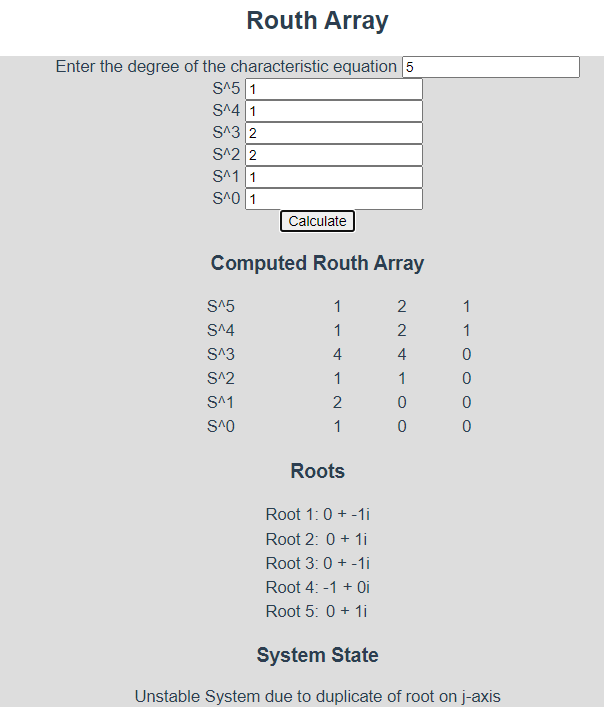 Routh Array
Enter the degree of the characteristic equation 5
S^5 1
S^4 1
S^3 2
S^2 2
S^1 1
S^0 1
Calculate
Computed Routh Array
S^5 1 2 1
S^4 1 2 1
S^3 4 4 0
S^2 1 1 0
S^1 2 0 0
S^0 1 0 0
Roots
Root 1: 0 + -1i
Root 2: 0 + 1i
Root 3: 0 + -1i
Root 4: -1 + 0i
Root 5: 0 + 1i
System State
Unstable System due to duplicate of root on j-axis